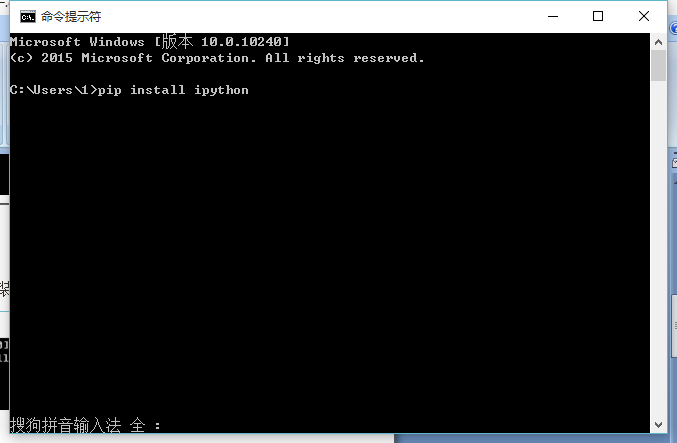 命令提示符
Microsoft Windows [版本 10.0.10240]
(c) 2015 Microsoft Corporation. All rights reserved.
C:\Users\1>pip install ipython
搜狗拼音输入法 全 :